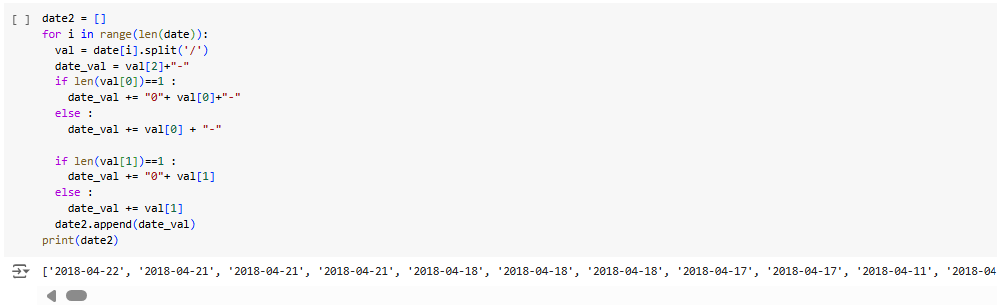 [ ] date2 = []
for i in range(len(date)):
  val = date[i].split('/')
  date_val = val[2]+"-"
  if len(val[0])==1 :
    date_val += "0"+ val[0]+"-"
  else :
    date_val += val[0] + "-"
  if len(val[1])==1 :
    date_val += "0"+ val[1]
  else :
    date_val += val[1]
  date2.append(date_val)
print(date2)
['2018-04-22', '2018-04-21', '2018-04-21', '2018-04-21', '2018-04-18', '2018-04-18', '2018-04-18', '2018-04-17', '2018-04-17', '2018-04-11', '2018-04